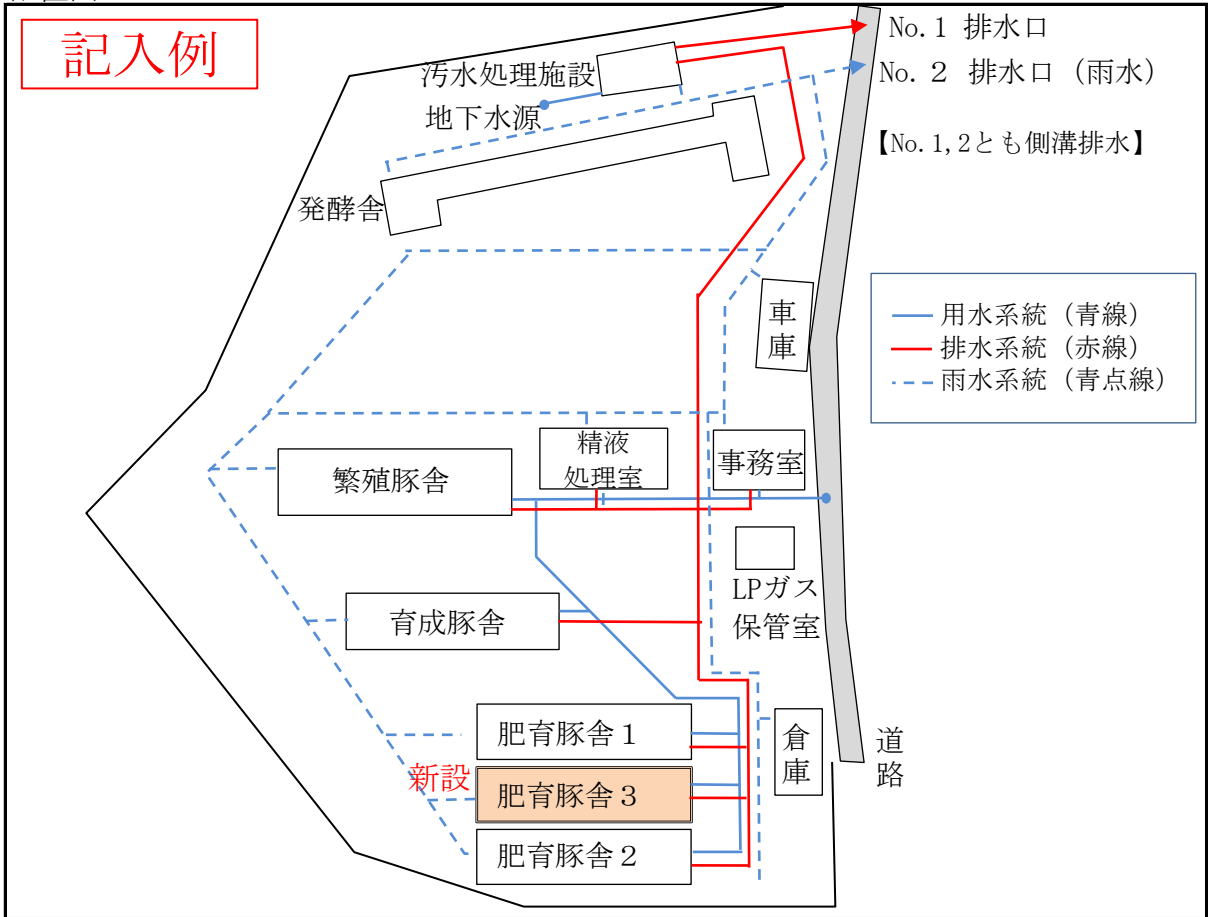 記入例
No.1 排水口
汚水処理施設
No.２ 排水口（雨水）
地下水源
【No.1,2とも側溝排水】
発酵舎
車庫
用水系統（青線）
排水系統（赤線）
雨水系統（青点線）
精液
処理室
事務室
繁殖豚舎
LPガス
保管室
育成豚舎
肥育豚舎１
倉庫
道路
新設
肥育豚舎３
肥育豚舎２